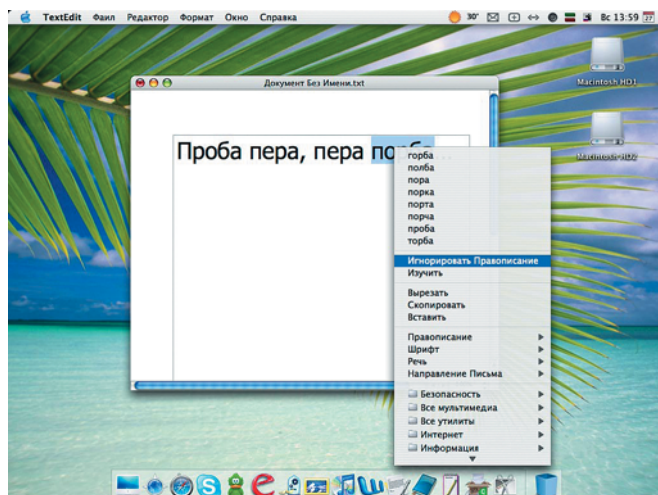 TextEdit Файл Редактор Формат Окно Справка 30° Вс 13:59 27
Macintosh HD1
Macintosh HD2
Документ Без Имени.txt
Проба пера, пера порба...
горба
полба
пора
порка
порта
порча
проба
торба
Игнорировать Правописание
Изучить
Вырезать
Скопировать
Вставить
Правописание
Шрифт
Речь
Направление Письма
Безопасность
Все мультимедиа
Все утилиты
Интернет
Информация